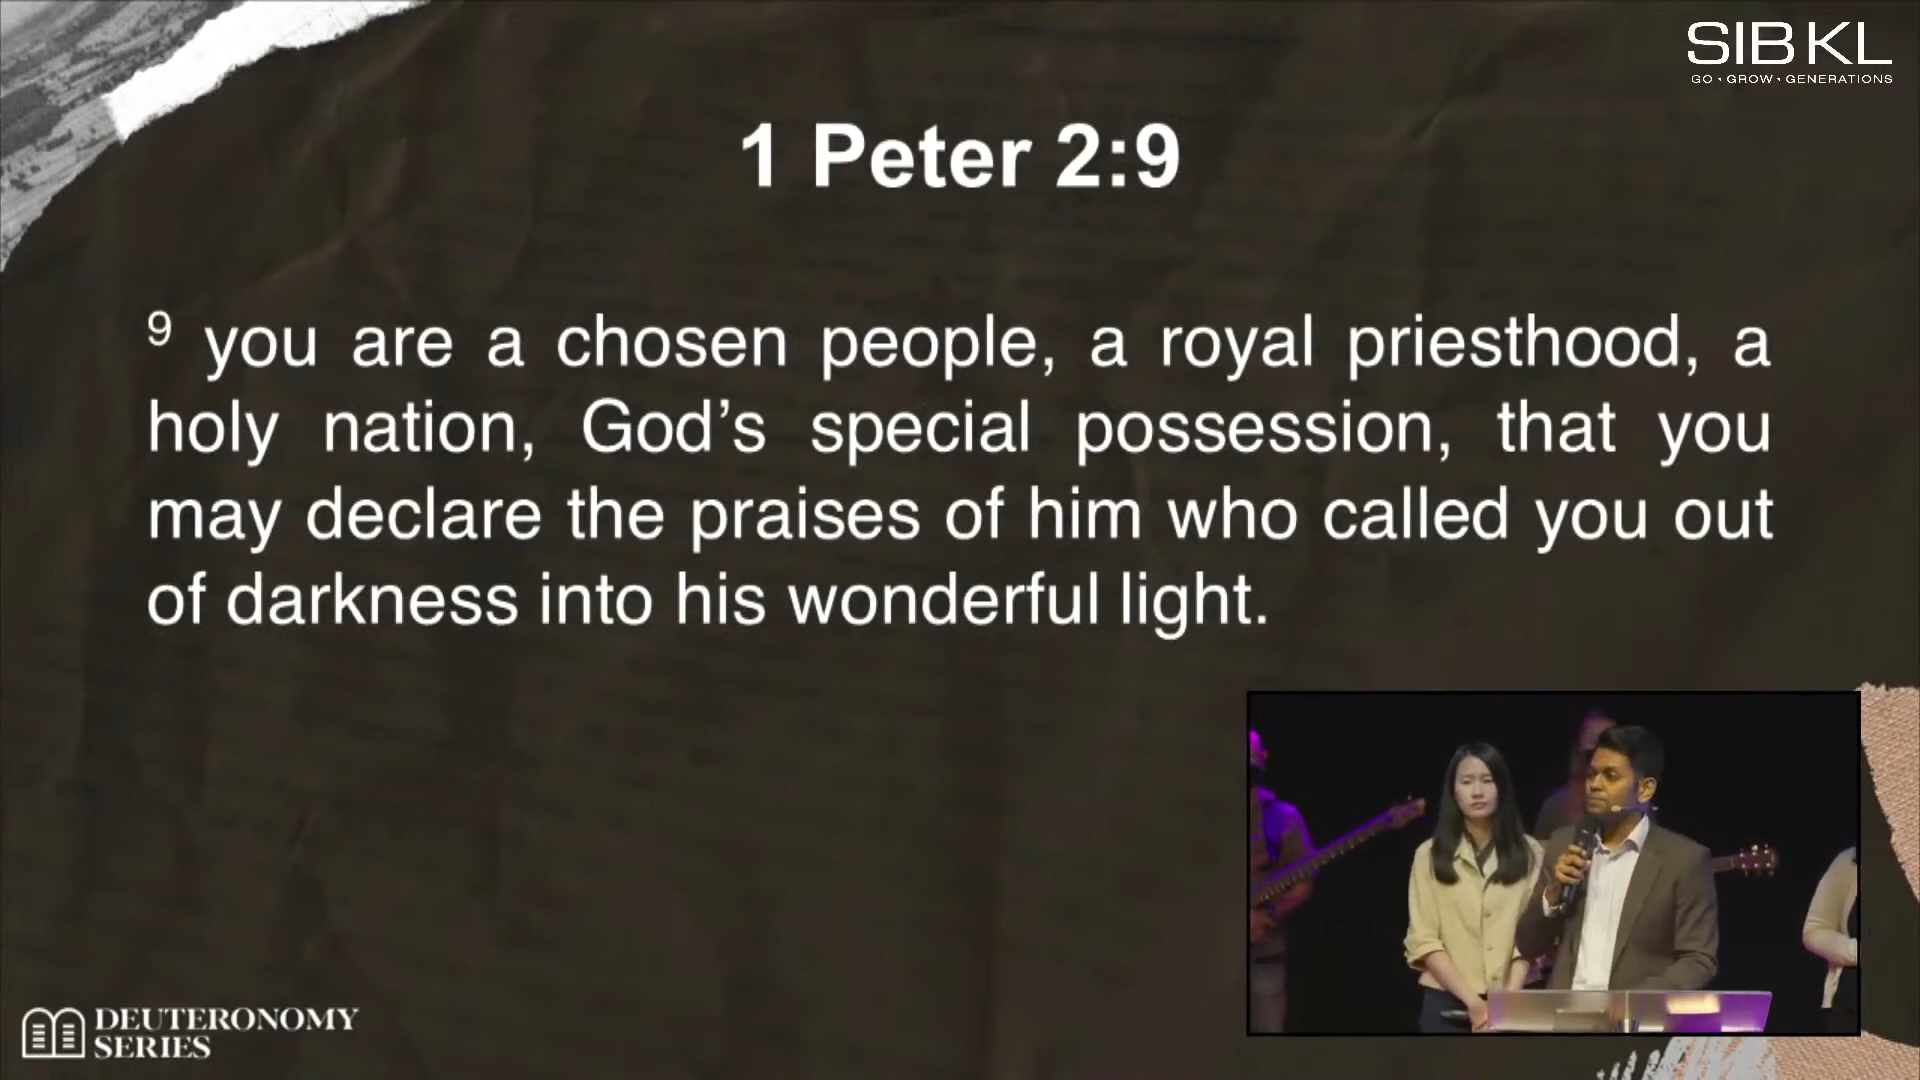 SIB KL
GO · GROW · GENERATIONS
1 Peter 2:9
9 you are a chosen people, a royal priesthood, a
holy nation, God’s special possession, that you
may declare the praises of him who called you out
of darkness into his wonderful light.
DEUTERONOMY
SERIES